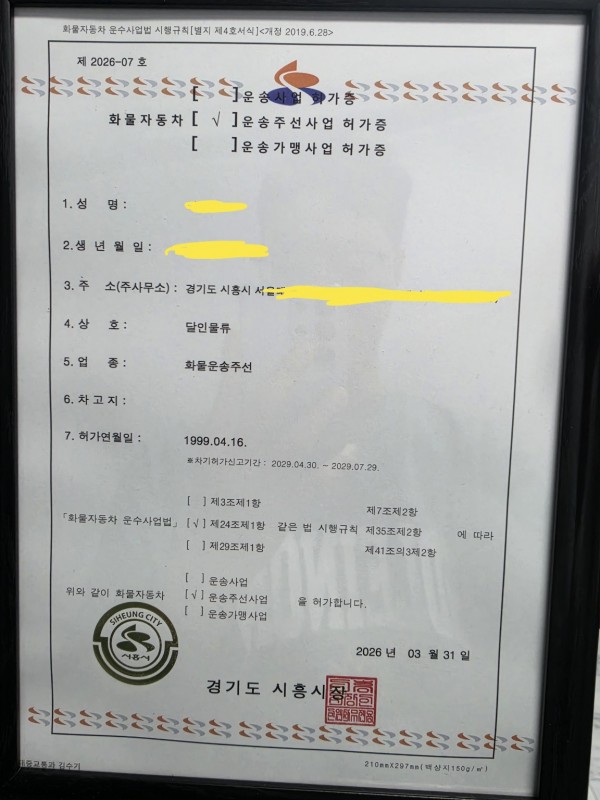 화물자동차 운수사업법 시행규칙[별지 제4호서식]<개정 2019.6.28>
제 2026-07 호
[ ]운송사업 허가증
화물자동차 [ √ ]운송주선사업 허가증
[ ]운송가맹사업 허가증
1. 성 명 :
2. 생 년 월 일 :
3. 주 소(주사무소) : 경기도 시흥시
4. 상 호 : 달인물류
5. 업 종 : 화물운송주선
6. 차 고 지 :
7. 허가연월일 : 1999.04.16.
※차기허가신고기간 : 2029.04.30. ~ 2029.07.29.
[ ] 제3조제1항 제7조제2항
「화물자동차 운수사업법」 [√] 제24조제1항 같은 법 시행규칙 제35조제2항 에 따라
[ ] 제29조제1항 제41조의3제2항
[ ] 운송사업
위와 같이 화물자동차 [√] 운송주선사업 을 허가합니다.
[ ] 운송가맹사업
SIHEUNG CITY
시흥시
2026 년 03 월 31 일
경기도 시흥시장
김수기
210mmX297mm(백상지150g/㎡)